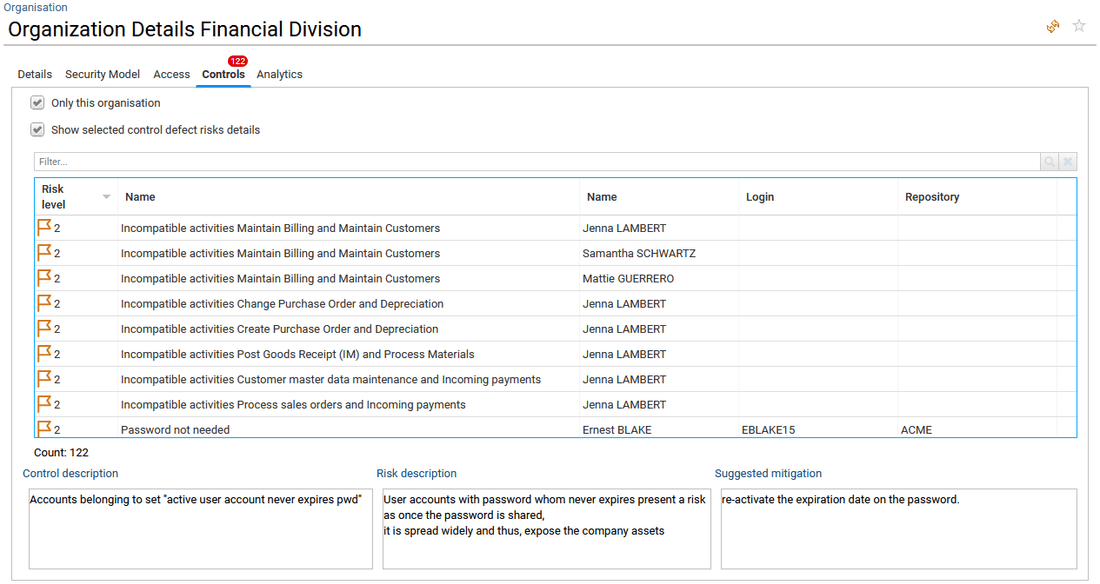 Organisation
Organization Details Financial Division
122
Details Security Model Access Controls Analytics
Only this organisation
Show selected control defect risks details
Filter...
Risk level Name Name Login Repository
2 Incompatible activities Maintain Billing and Maintain Customers Jenna LAMBERT
2 Incompatible activities Maintain Billing and Maintain Customers Samantha SCHWARTZ
2 Incompatible activities Maintain Billing and Maintain Customers Mattie GUERRERO
2 Incompatible activities Change Purchase Order and Depreciation Jenna LAMBERT
2 Incompatible activities Create Purchase Order and Depreciation Jenna LAMBERT
2 Incompatible activities Post Goods Receipt (IM) and Process Materials Jenna LAMBERT
2 Incompatible activities Customer master data maintenance and Incoming payments Jenna LAMBERT
2 Incompatible activities Process sales orders and Incoming payments Jenna LAMBERT
2 Password not needed Ernest BLAKE EBLAKE15 ACME
Count: 122
Control description Risk description Suggested mitigation
Accounts belonging to set "active user account never expires pwd"
User accounts with password whom never expires present a risk
as once the password is shared,
it is spread widely and thus, expose the company assets
re-activate the expiration date on the password.